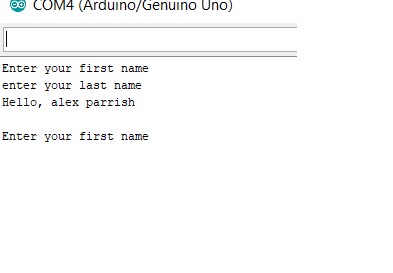 COM4 (Arduino/Genuino Uno)
Enter your first name
enter your last name
Hello, alex parrish
Enter your first name